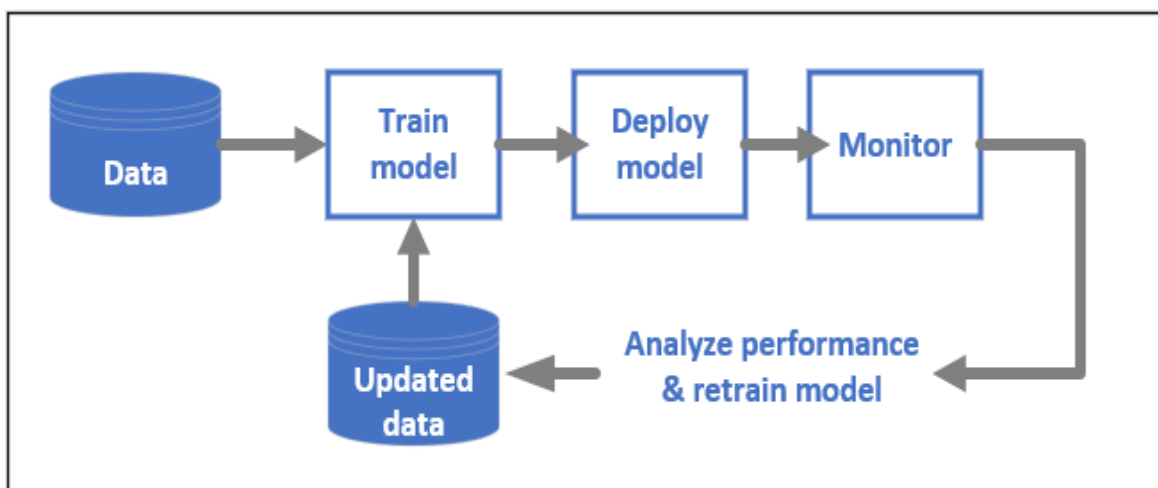 Data
Train
model
Deploy
model
Monitor
Updated
data
Analyze performance
& retrain model